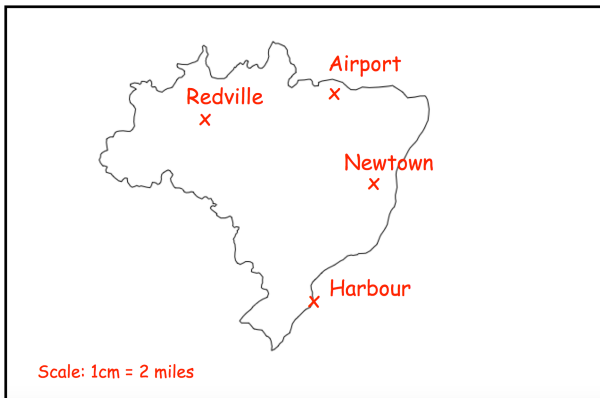 Airport
x
Redville
x
Newtown
x
Harbour
x
Scale: 1cm = 2 miles